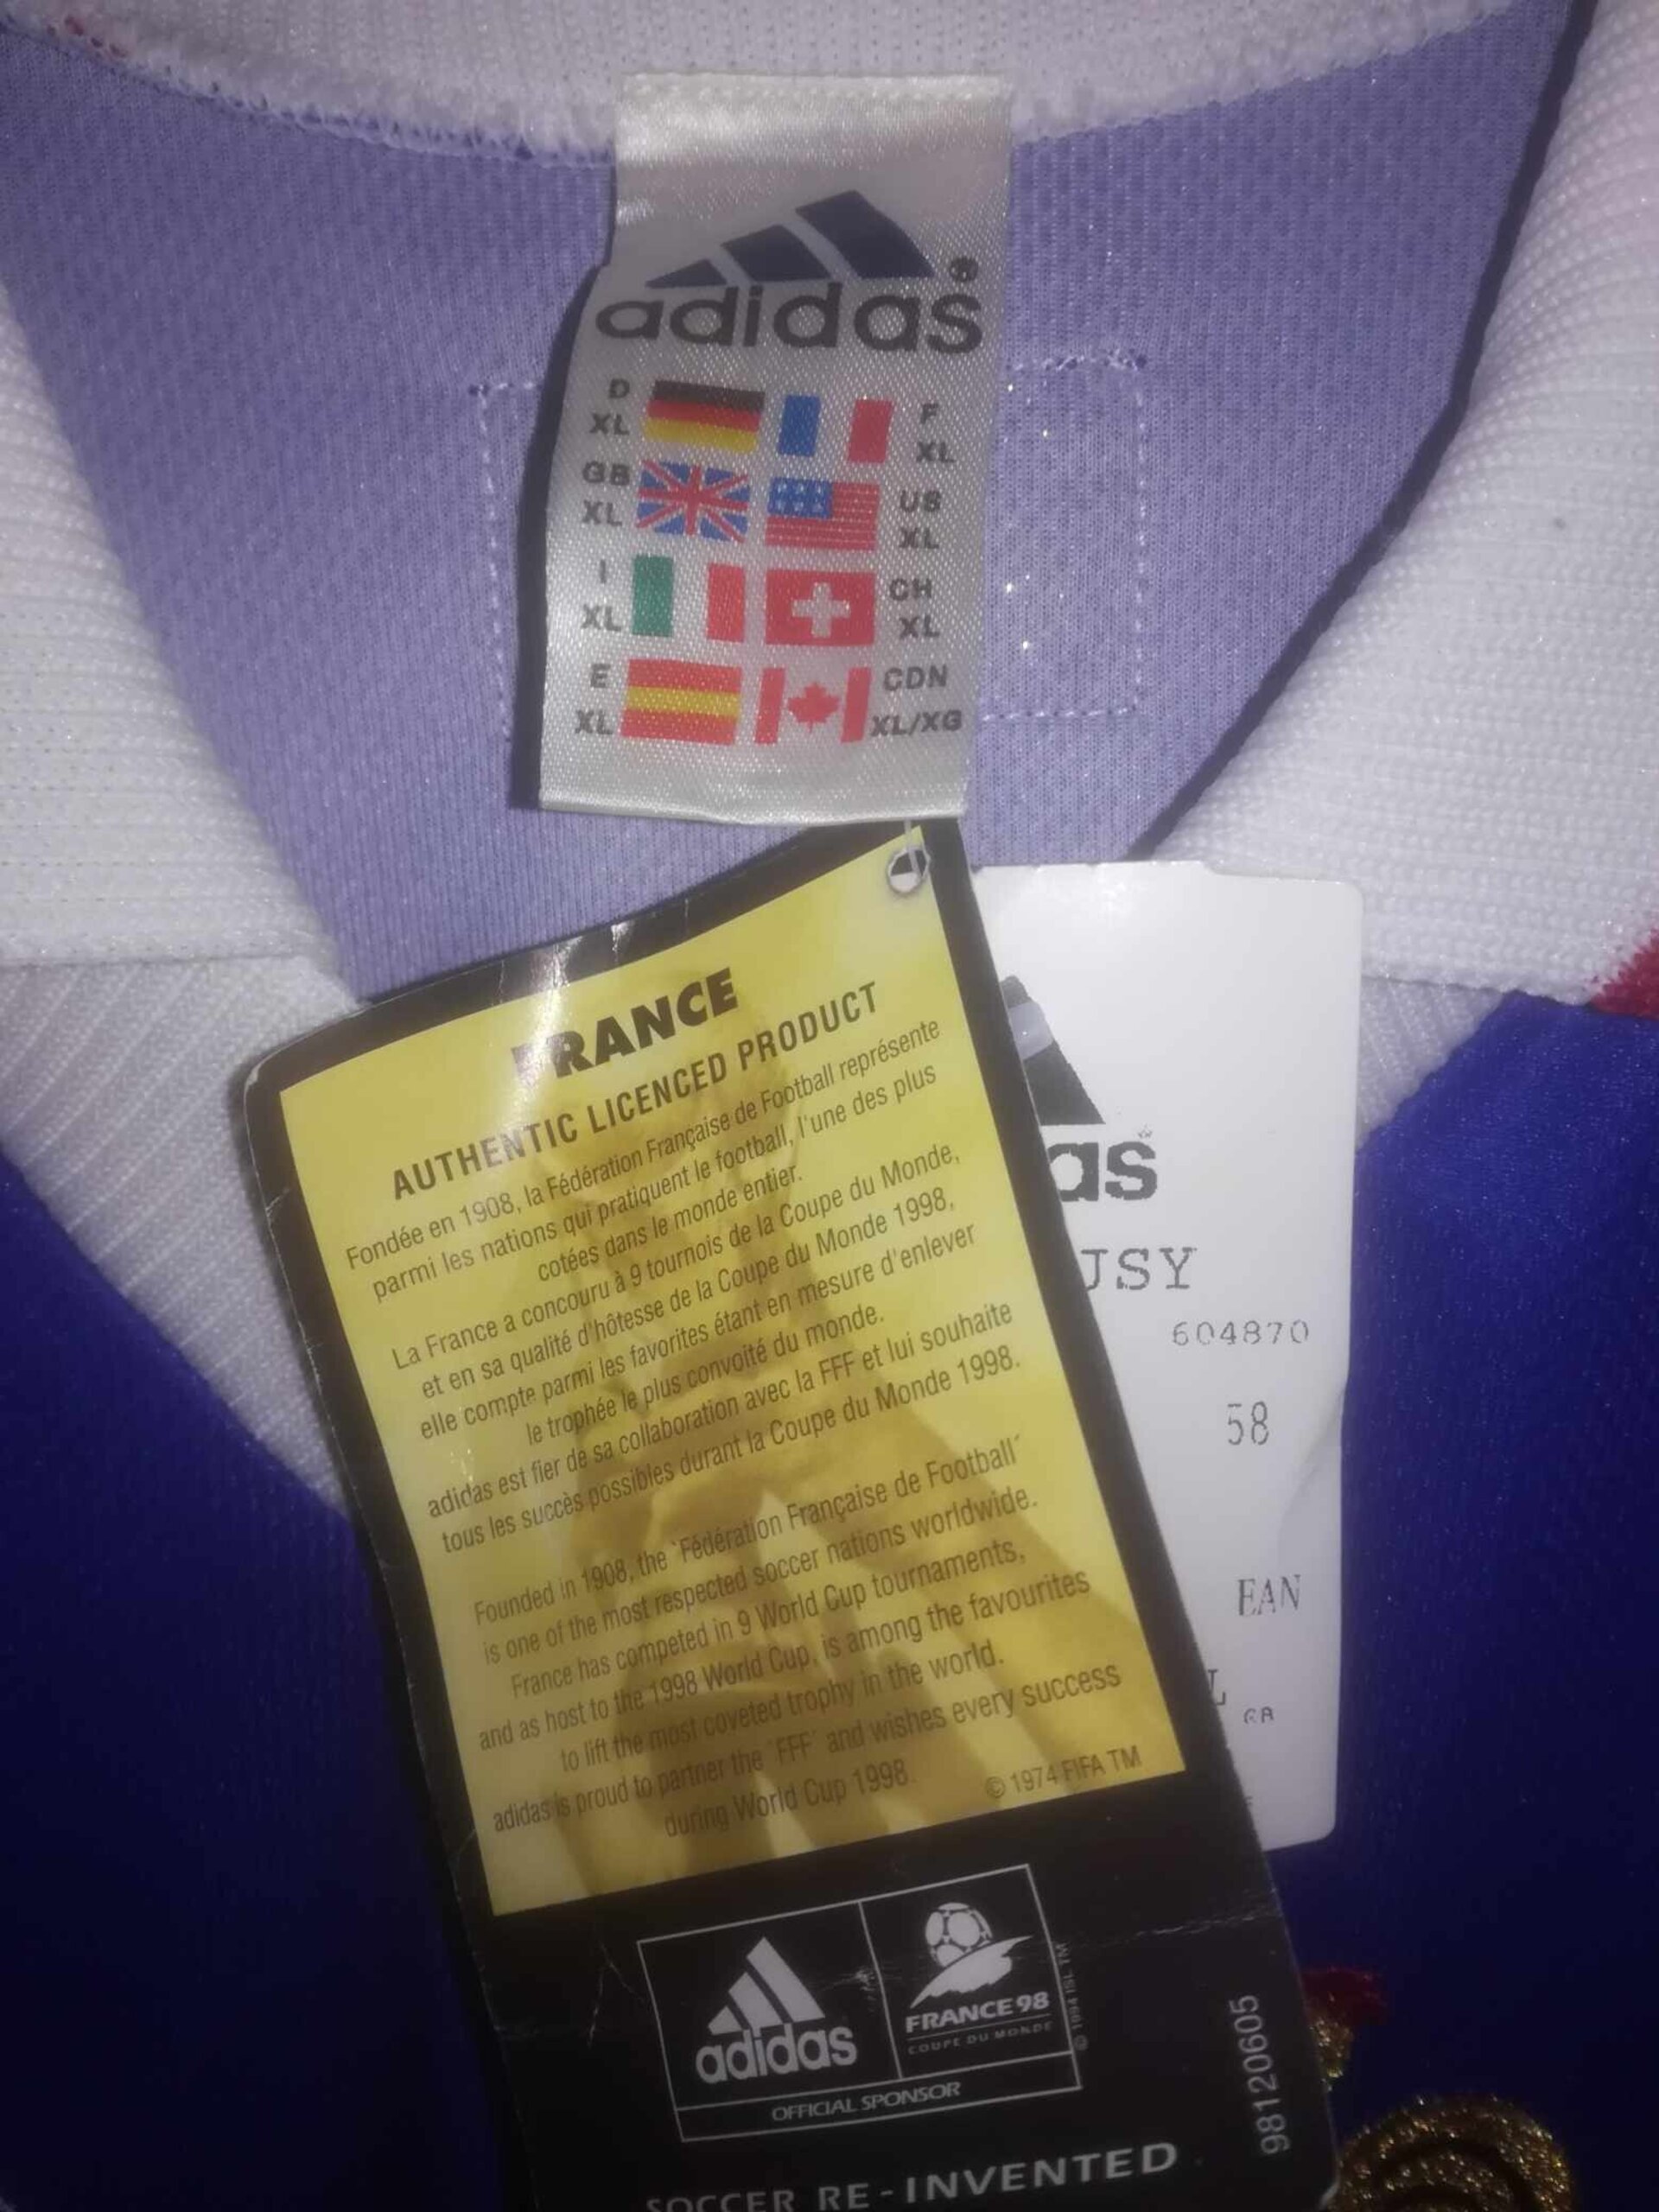 adidas®
D
XL
F
XL
GB
XL
US
XL
I
XL
CH
XL
E
XL
CDN
XL/XG
FRANCE
AUTHENTIC LICENCED PRODUCT
Fondée en 1908, la Fédération Française de Football représente
parmi les nations qui pratiquent le football, l'une des plus
cotées dans le monde entier.
La France a concouru à 9 tournois de la Coupe du Monde,
et en sa qualité d'hôtesse de la Coupe du Monde 1998,
elle compte parmi les favorites étant en mesure d'enlever
le trophée le plus convoité du monde.
adidas est fier de sa collaboration avec la FFF et lui souhaite
tous les succès possibles durant la Coupe du Monde 1998.
Founded in 1908, the ´Fédération Française de Football´
is one of the most respected soccer nations worldwide.
France has competed in 9 World Cup tournaments,
and as host to the 1998 World Cup, is among the favourites
to lift the most coveted trophy in the world.
adidas is proud to partner the ´FFF´ and wishes every success
during World Cup 1998.
© 1974 FIFA TM
adidas
FRANCE 98
COUPE DU MONDE
© 1994 ISL TM
OFFICIAL SPONSOR
SOCCER RE-INVENTED
98120605
as
JSY
604870
58
EAN
L